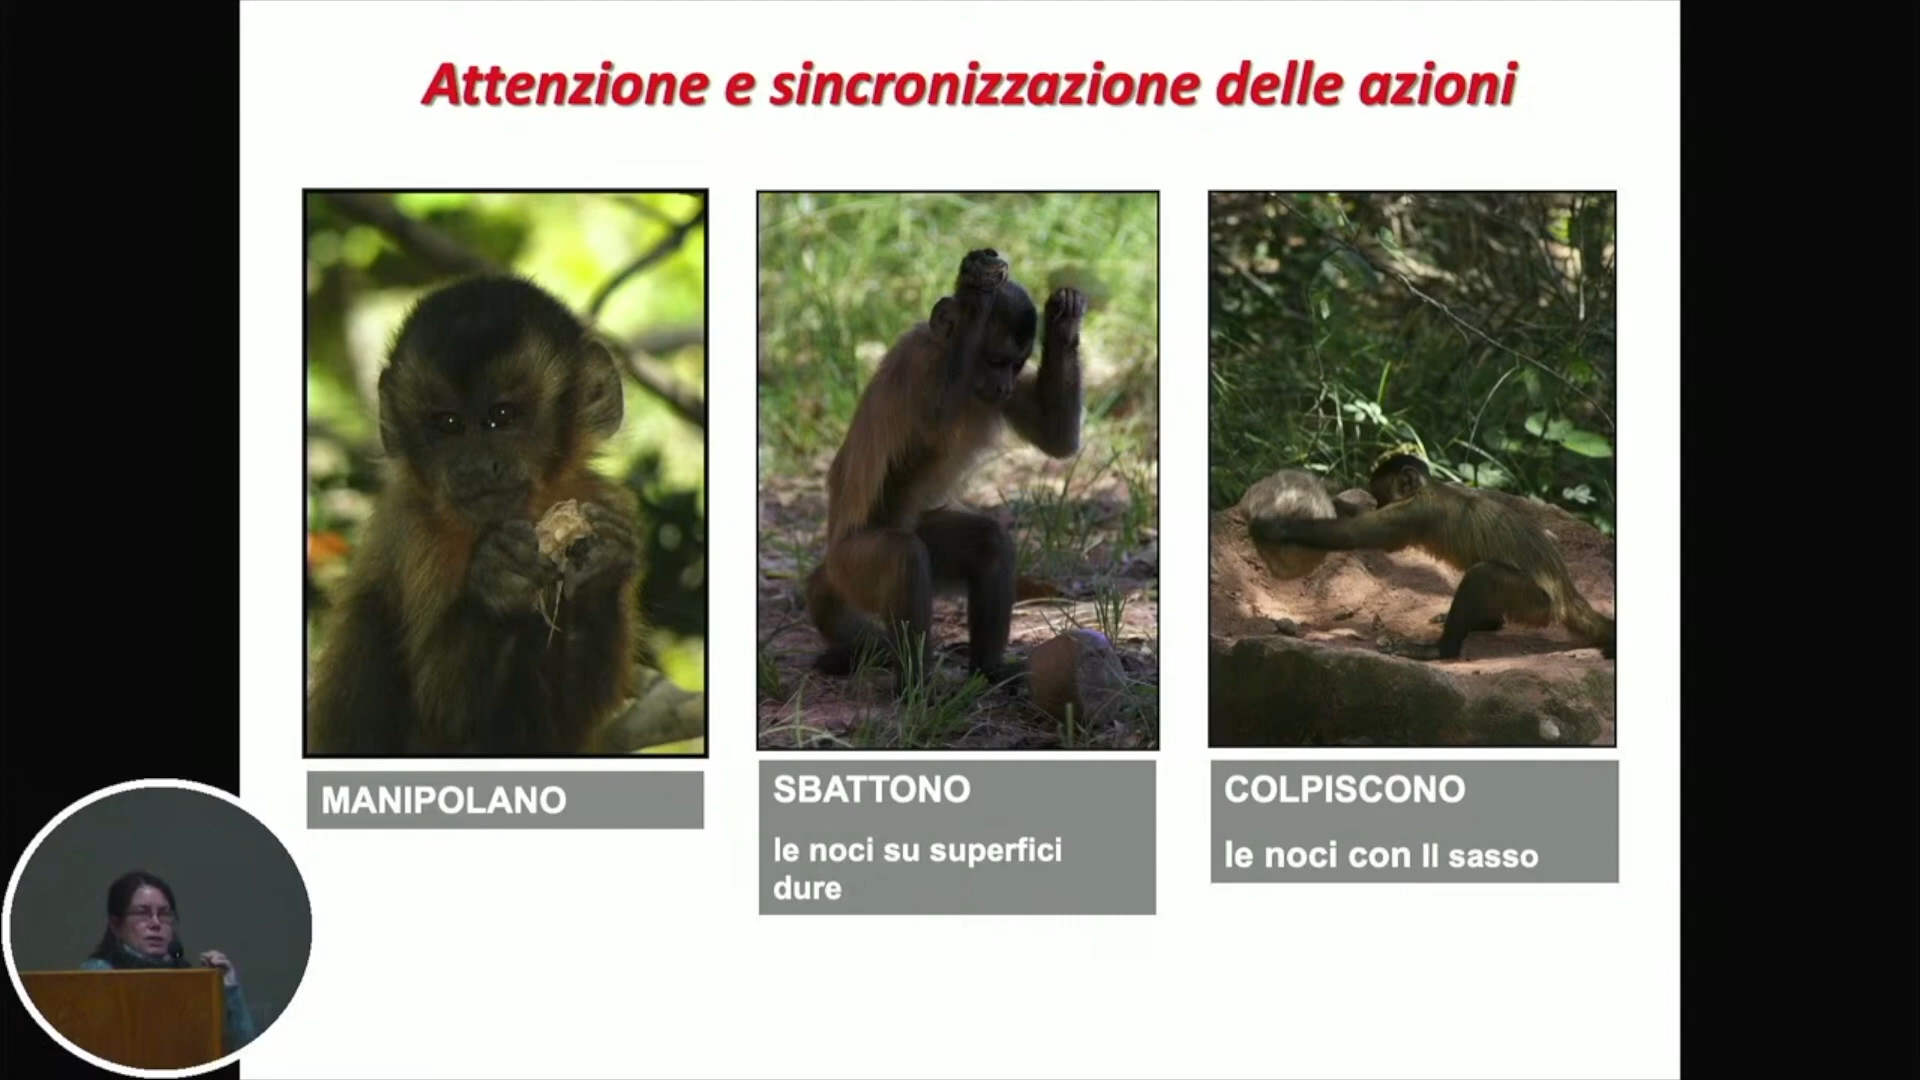 Attenzione e sincronizzazione delle azioni
MANIPOLANO
SBATTONO
le noci su superfici
dure
COLPISCONO
le noci con Il sasso